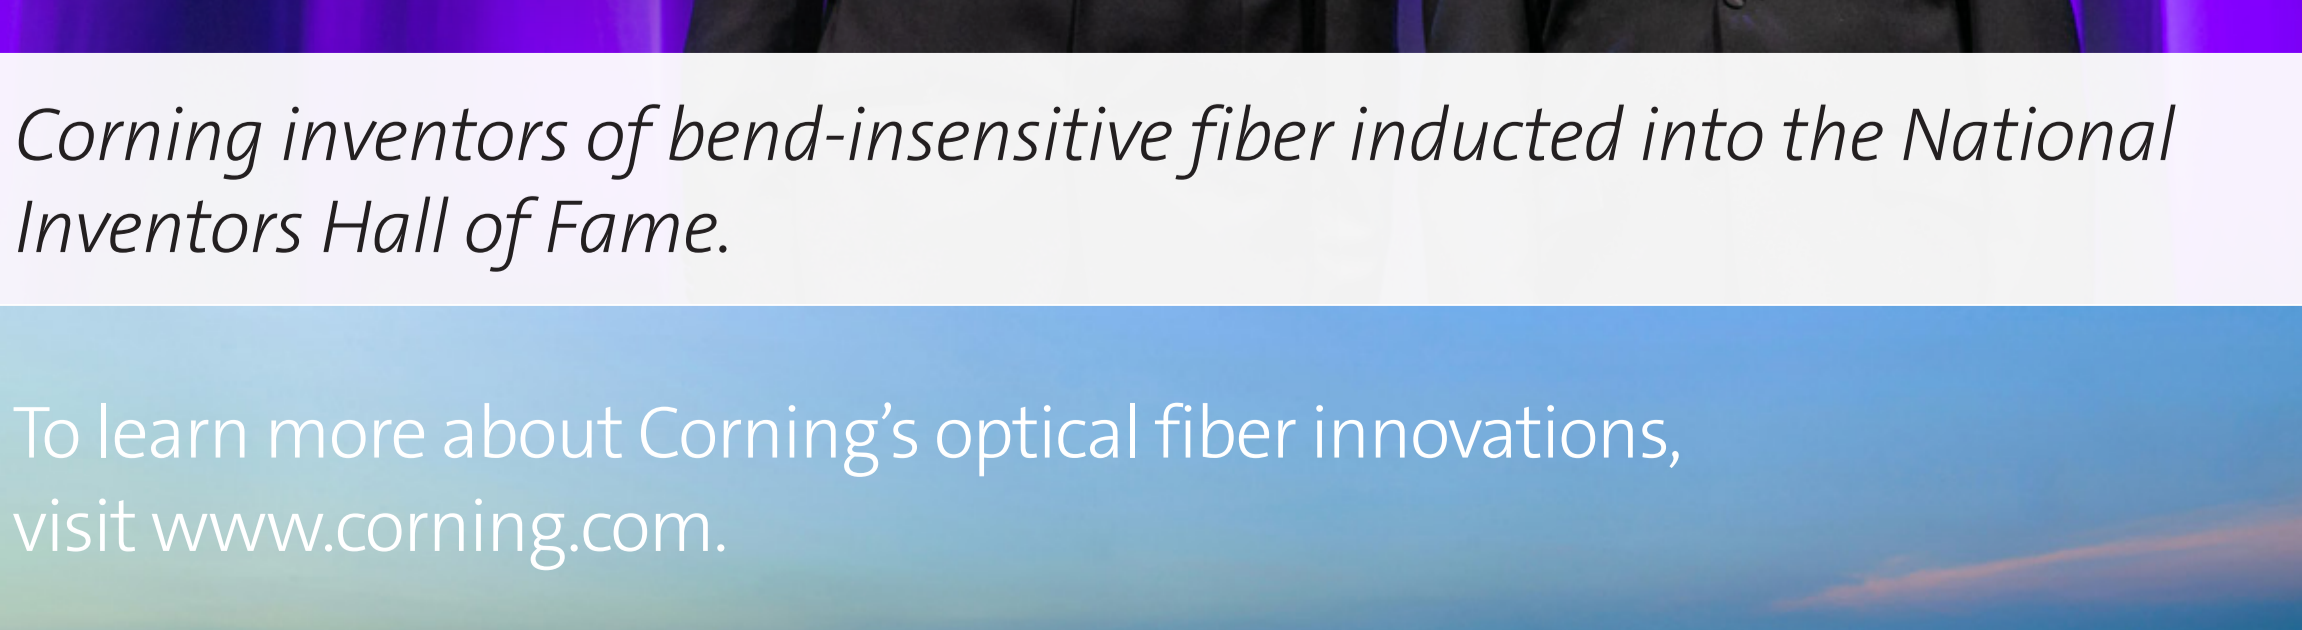 Corning inventors of bend-insensitive fiber inducted into the National
Inventors Hall of Fame.
To learn more about Corning’s optical fiber innovations,
visit www.corning.com.